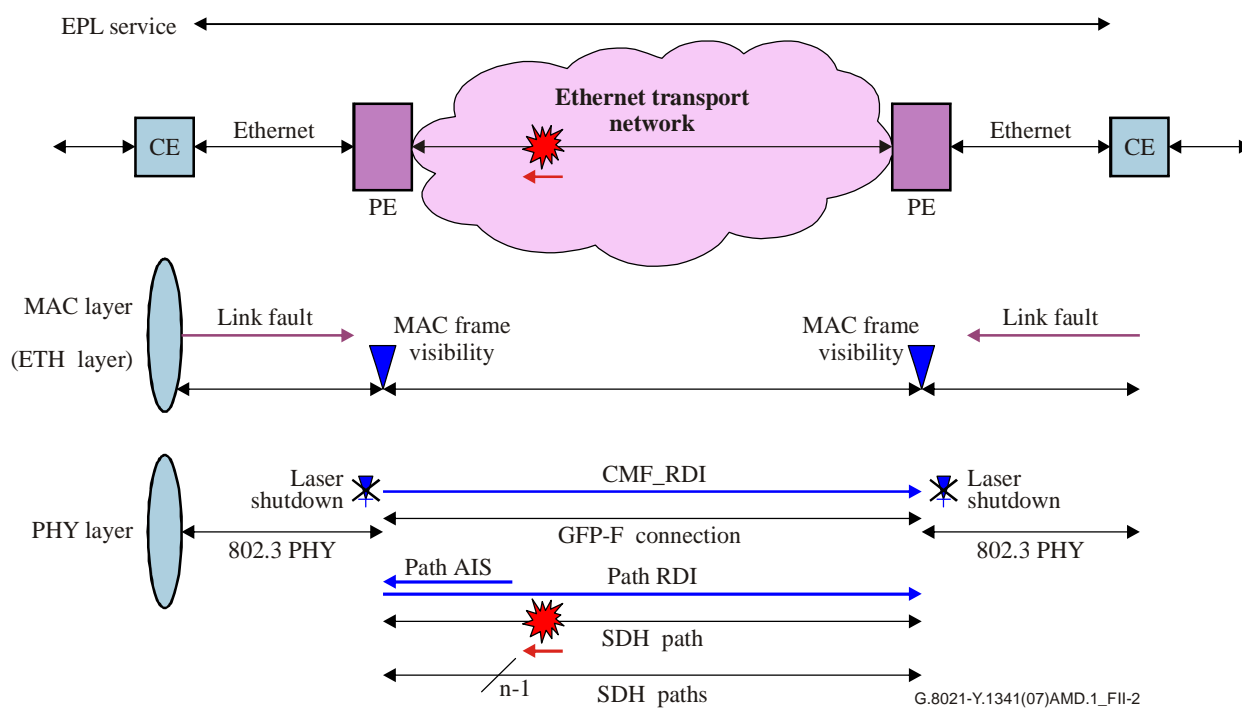 EPL service
Ethernet transport
network
CE
Ethernet
Ethernet
CE
PE
PE
MAC layer
(ETH layer)
Link fault
MAC frame
visibility
MAC frame
visibility
Link fault
Laser
shutdown
CMF_RDI
Laser
shutdown
PHY layer
GFP-F connection
802.3 PHY
802.3 PHY
Path AIS
Path RDI
SDH path
n-1
SDH paths
G.8021-Y.1341(07)AMD.1_FII-2